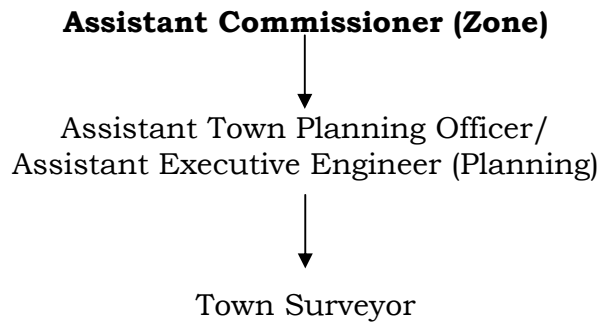 Assistant Commissioner (Zone)
Assistant Town Planning Officer/
Assistant Executive Engineer (Planning)
Town Surveyor